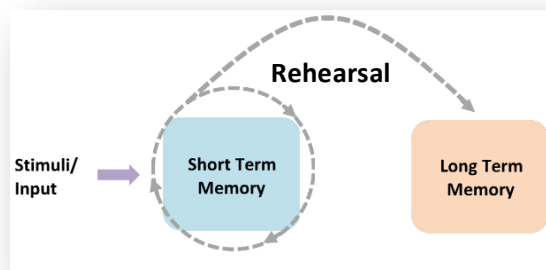 Rehearsal
Stimuli/
Input
Short Term
Memory
Long Term
Memory